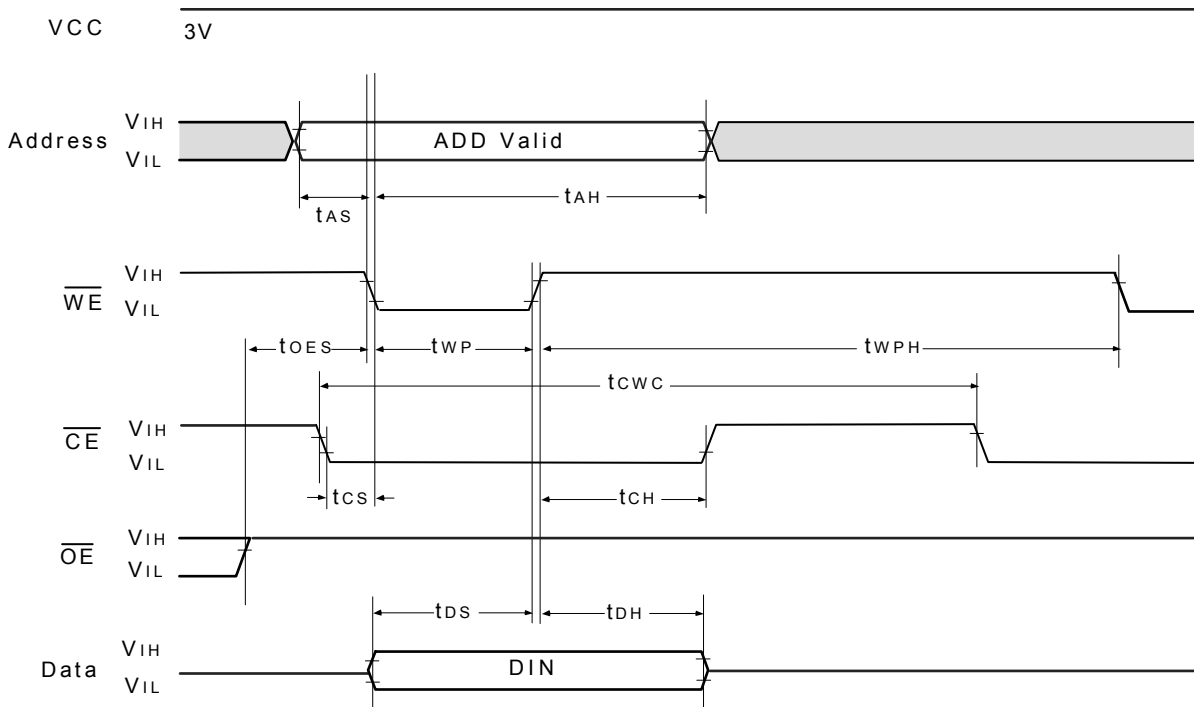 VCC 3V
Address VIH ADD Valid
VIL
tAS tAH
VIH
WE VIL
tOES tWP tWPH
tCWC
CE VIH
VIL
tCS tCH
OE VIH
VIL
tDS tDH
VIH
Data DIN
VIL